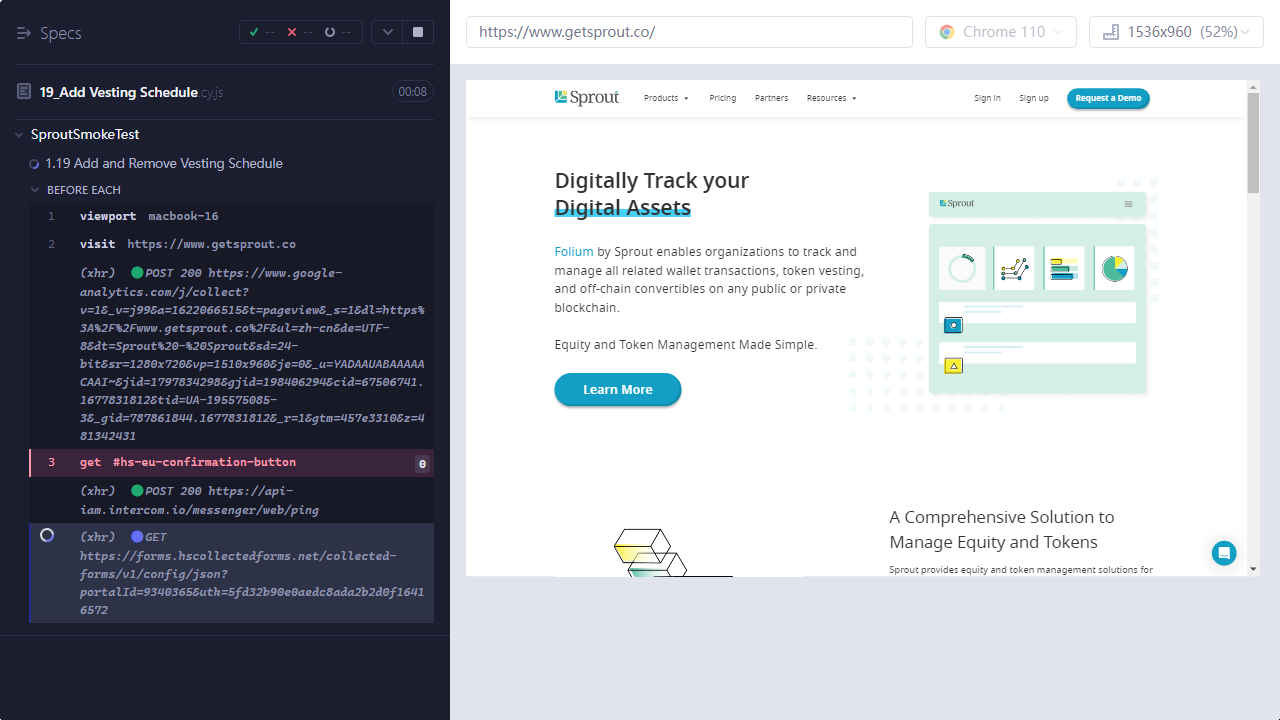 Specs
-- -- --
19_Add Vesting Schedule.cy.js 00:08
SproutSmokeTest
1.19 Add and Remove Vesting Schedule
BEFORE EACH
1 viewport macbook-16
2 visit https://www.getsprout.co
(xhr) POST 200 https://www.google-
analytics.com/j/collect?
v=1&_v=j99&a=1622066515&t=pageview&_s=1&dl=https%
3A%2F%2Fwww.getsprout.co%2F&ul=zh-cn&de=UTF-
8&dt=Sprout%20-%20Sprout&sd=24-
bit&sr=1280x720&vp=1510x960&je=0&_u=YADAAUABAAAAA
CAAI~&jid=1797834298&gjid=198406294&cid=67506741.
1677831812&tid=UA-195575085-
3&_gid=787861844.1677831812&_r=1&gtm=457e3310&z=4
81342431
3 get #hs-eu-confirmation-button 0
(xhr) POST 200 https://api-
iam.intercom.io/messenger/web/ping
(xhr) GET
https://forms.hscollectedforms.net/collected-
forms/v1/config/json?
portalId=9340365&utk=5fd32b90e0aedc8ada2b2d0f1641
6572
https://www.getsprout.co/
Chrome 110
1536x960 (52%)
Sprout Products Pricing Partners Resources Sign in Sign up Request a Demo
Digitally Track your
Digital Assets
Folium by Sprout enables organizations to track and
manage all related wallet transactions, token vesting,
and off-chain convertibles on any public or private
blockchain.
Equity and Token Management Made Simple.
Learn More
Sprout
A Comprehensive Solution to
Manage Equity and Tokens
Sprout provides equity and token management solutions for